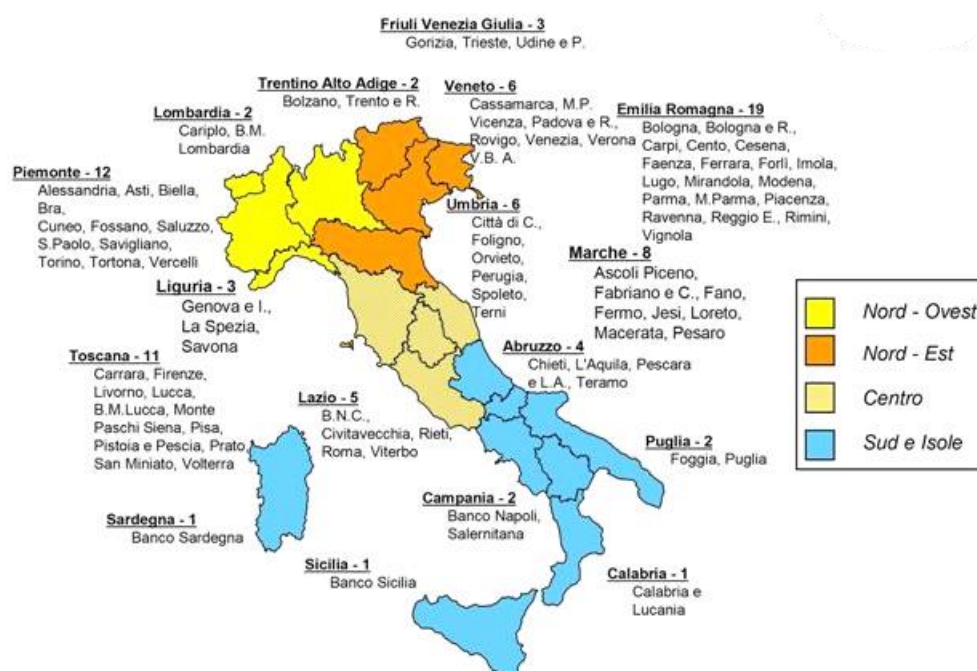 Friuli Venezia Giulia - 3
Gorizia, Trieste, Udine e P.
Trentino Alto Adige - 2
Bolzano, Trento e R.
Veneto - 6
Cassamarca, M.P.
Vicenza, Padova e R.,
Rovigo, Venezia, Verona
V.B. A.
Emilia Romagna - 19
Bologna, Bologna e R.,
Carpi, Cento, Cesena,
Faenza, Ferrara, Forlì, Imola,
Lugo, Mirandola, Modena,
Parma, M.Parma, Piacenza,
Ravenna, Reggio E., Rimini,
Vignola
Lombardia - 2
Cariplo, B.M.
Lombardia
Piemonte - 12
Alessandria, Asti, Biella,
Bra,
Cuneo, Fossano, Saluzzo,
S.Paolo, Savigliano,
Torino, Tortona, Vercelli
Umbria - 6
Città di C.,
Foligno,
Orvieto,
Perugia,
Spoleto,
Terni
Marche - 8
Ascoli Piceno,
Fabriano e C., Fano,
Fermo, Jesi, Loreto,
Macerata, Pesaro
Liguria - 3
Genova e I.,
La Spezia,
Savona
Nord - Ovest
Nord - Est
Centro
Sud e Isole
Toscana - 11
Carrara, Firenze,
Livorno, Lucca,
B.M.Lucca, Monte
Paschi Siena, Pisa,
Pistoia e Pescia, Prato,
San Miniato, Volterra
Abruzzo - 4
Chieti, L'Aquila, Pescara
e L.A., Teramo
Lazio - 5
B.N.C.,
Civitavecchia, Rieti,
Roma, Viterbo
Puglia - 2
Foggia, Puglia
Campania - 2
Banco Napoli,
Salernitana
Sardegna - 1
Banco Sardegna
Sicilia - 1
Banco Sicilia
Calabria - 1
Calabria e
Lucania